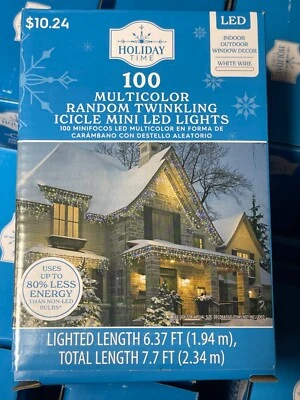 $10.24
HOLIDAY
TIME
LED
INDOOR
OUTDOOR
WINDOW DECOR
WHITE WIRE
100
MULTICOLOR
RANDOM TWINKLING
ICICLE MINI LED LIGHTS
100 MINIFOCOS LED MULTICOLOR EN FORMA DE
CARÁMBANO CON DESTELLO ALEATORIO
USES
UP TO
80% LESS
ENERGY
THAN NON-LED
BULBS*
LIGHTED LENGTH 6.37 FT (1.94 m),
TOTAL LENGTH 7.7 FT (2.34 m)